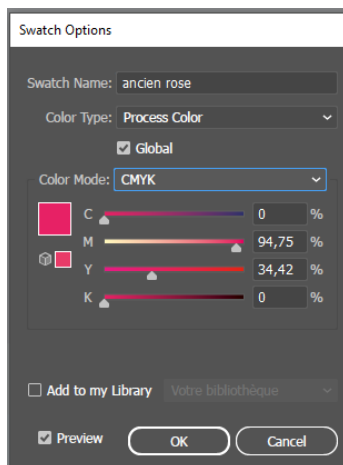 Swatch Options
Swatch Name: ancien rose
Color Type: Process Color
Global
Color Mode: CMYK
C 0 %
M 94,75 %
Y 34,42 %
K 0 %
Add to my Library Votre bibliothèque
Preview OK Cancel